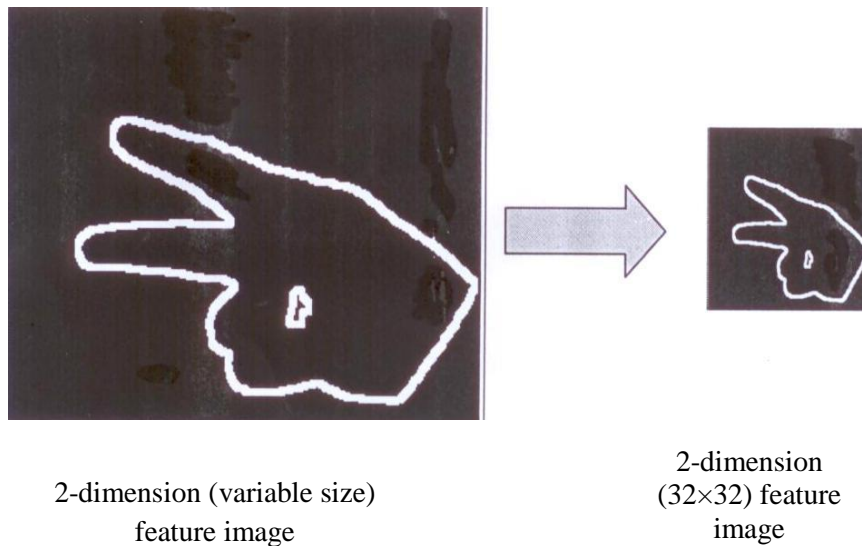 2-dimension (variable size)
feature image
2-dimension
(32×32) feature
image